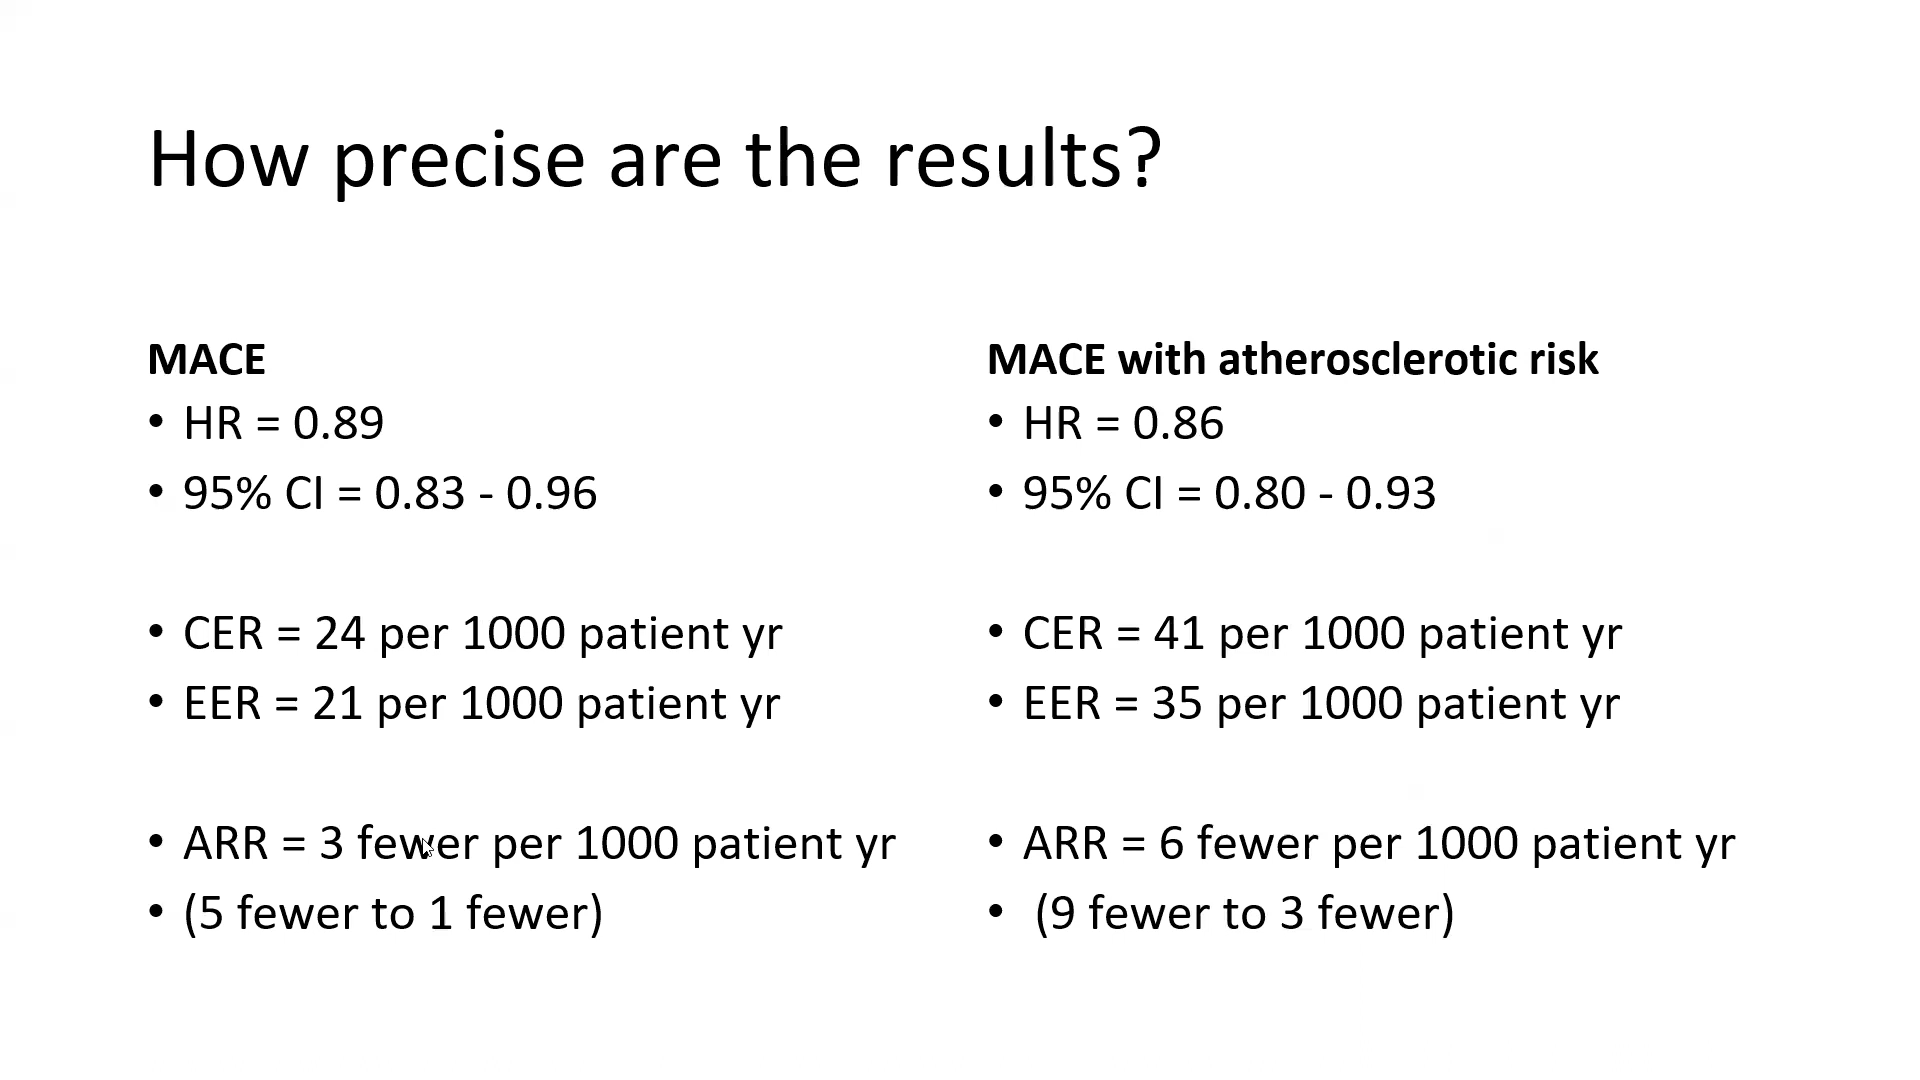 How precise are the results?
MACE
• HR = 0.89
• 95% CI = 0.83 - 0.96
• CER = 24 per 1000 patient yr
• EER = 21 per 1000 patient yr
• ARR = 3 fewer per 1000 patient yr
• (5 fewer to 1 fewer)
MACE with atherosclerotic risk
• HR = 0.86
• 95% CI = 0.80 - 0.93
• CER = 41 per 1000 patient yr
• EER = 35 per 1000 patient yr
• ARR = 6 fewer per 1000 patient yr
• (9 fewer to 3 fewer)